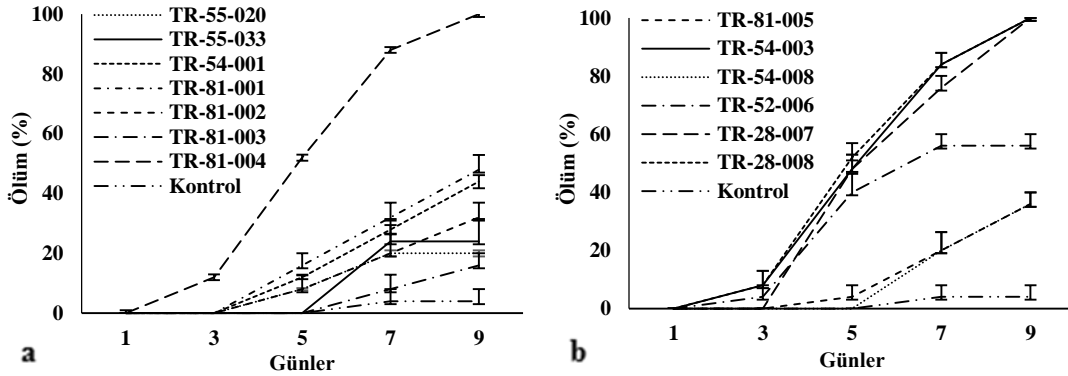 100
80
60
40
20
0
Ölüm (%)
TR-55-020
TR-55-033
TR-54-001
TR-81-001
TR-81-002
TR-81-003
TR-81-004
Kontrol
1 3 5 7 9
Günler
a
100
80
60
40
20
0
Ölüm (%)
TR-81-005
TR-54-003
TR-54-008
TR-52-006
TR-28-007
TR-28-008
Kontrol
1 3 5 7 9
Günler
b